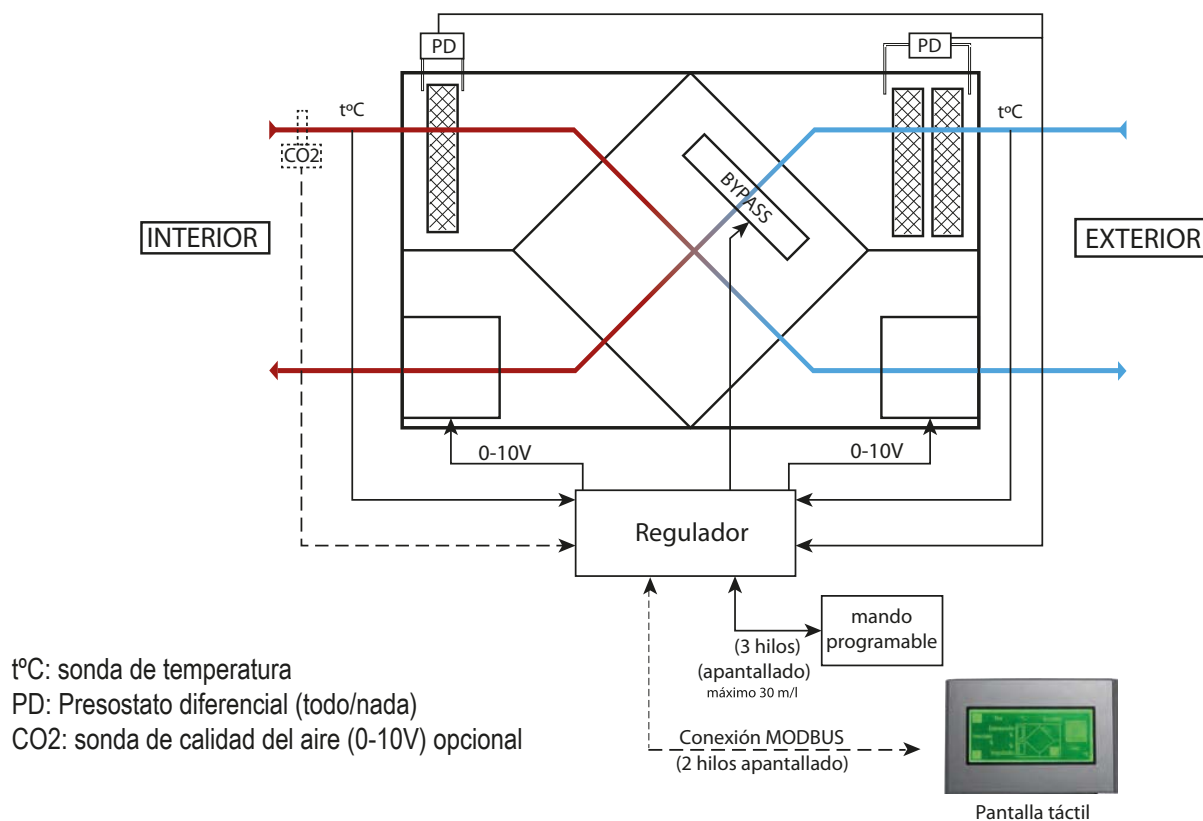 PD
PD
tºC
tºC
CO2
BYPASS
INTERIOR
EXTERIOR
0-10V
0-10V
Regulador
mando
programable
(3 hilos)
(apantallado)
máximo 30 m/l
tºC: sonda de temperatura
PD: Presostato diferencial (todo/nada)
CO2: sonda de calidad del aire (0-10V) opcional
Conexión MODBUS
(2 hilos apantallado)
Pantalla táctil